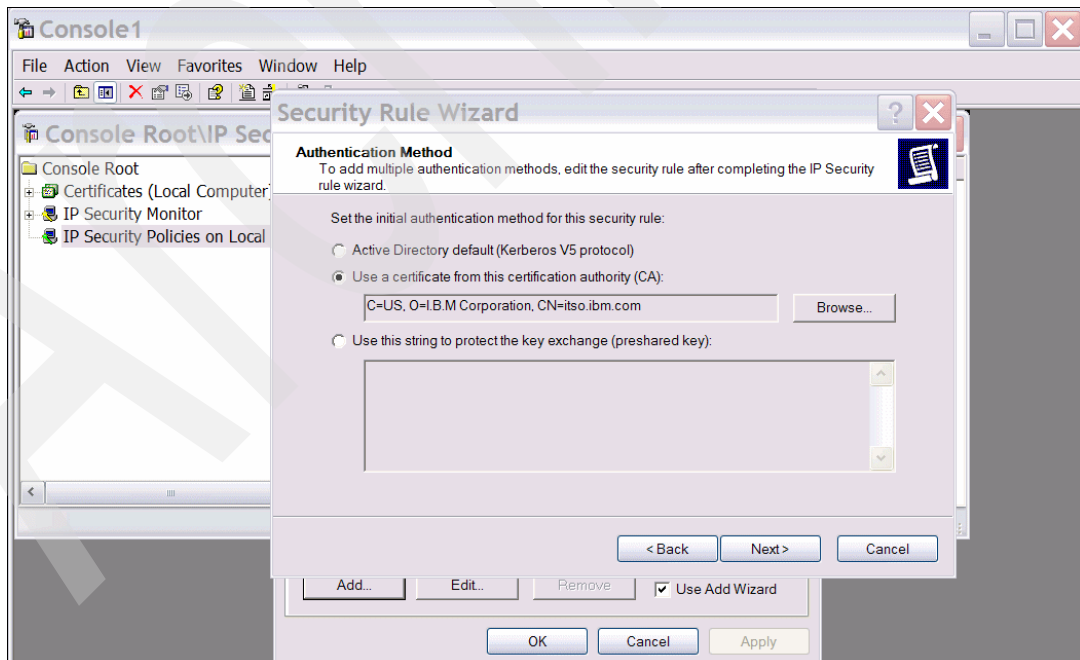 Console1
File Action View Favorites Window Help
Console Root\IP Sec
Console Root
Certificates (Local Computer)
IP Security Monitor
IP Security Policies on Local
Security Rule Wizard
Authentication Method
To add multiple authentication methods, edit the security rule after completing the IP Security
rule wizard.
Set the initial authentication method for this security rule:
Active Directory default (Kerberos V5 protocol)
Use a certificate from this certification authority (CA):
C=US, O=I.B.M Corporation, CN=itso.ibm.com
Browse...
Use this string to protect the key exchange (preshared key):
< Back
Next >
Cancel
Add...
Edit...
Remove
Use Add Wizard
OK
Cancel
Apply